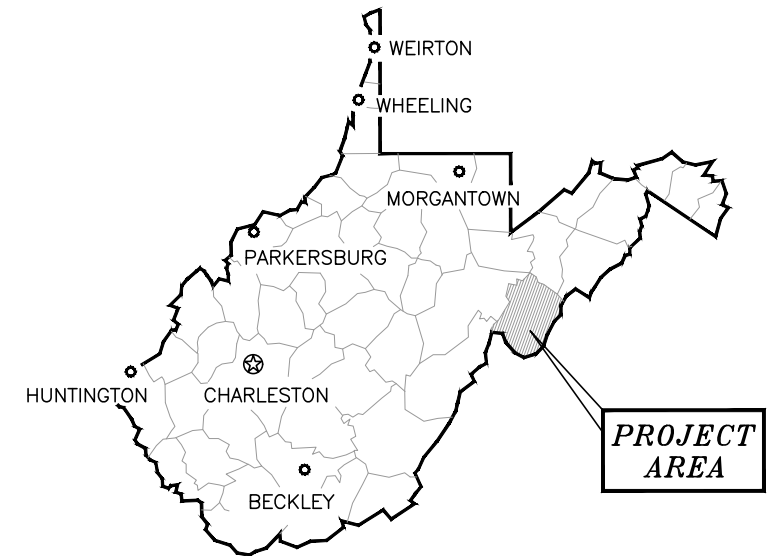 WEIRTON
WHEELING
MORGANTOWN
PARKERSBURG
HUNTINGTON
CHARLESTON
BECKLEY
PROJECT
AREA